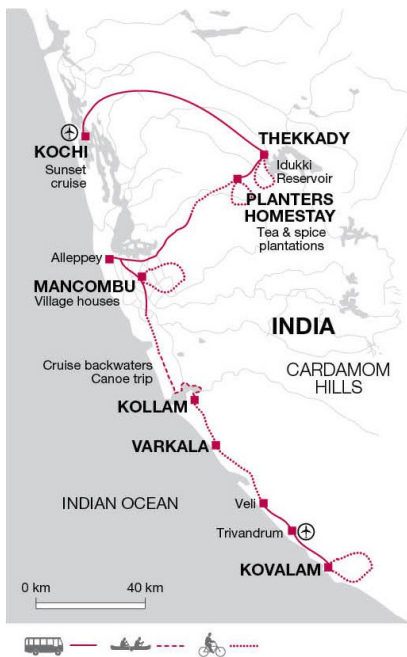 KOCHI
Sunset
cruise
THEKKADY
Idukki
Reservoir
PLANTERS
HOMESTAY
Tea & spice
plantations
Alleppey
MANCOMBU
Village houses
INDIA
CARDAMOM
HILLS
Cruise backwaters
Canoe trip
KOLLAM
VARKALA
INDIAN OCEAN
Veli
Trivandrum
KOVALAM
0 km
40 km